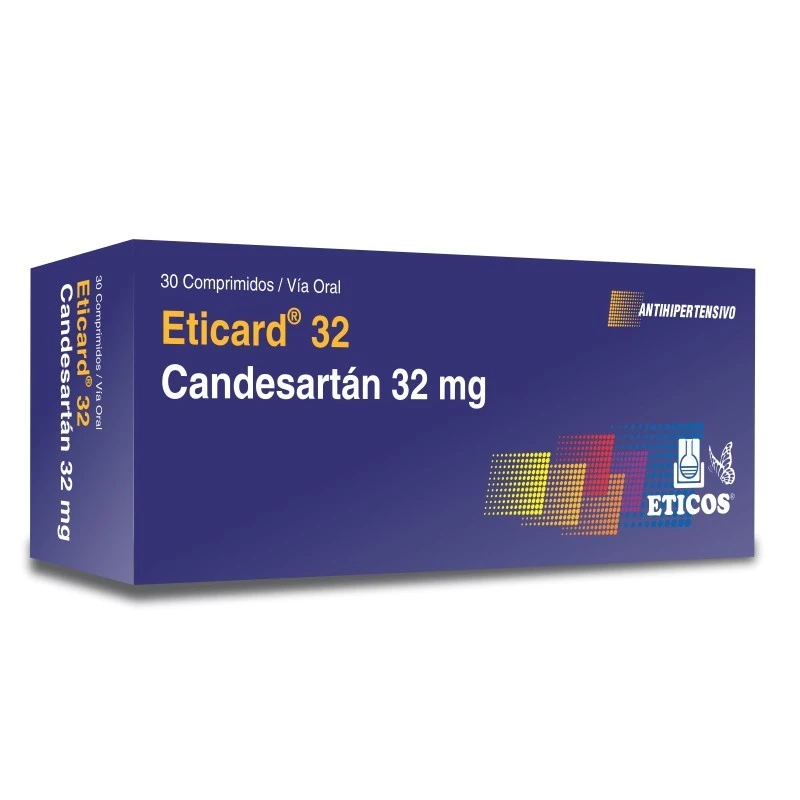 30 Comprimidos / Vía Oral
Eticard® 32
Candesartán 32 mg
ANTIHIPERTENSIVO
ETICOS®
30 Comprimidos / Vía Oral
Eticard® 32
Candesartán 32 mg